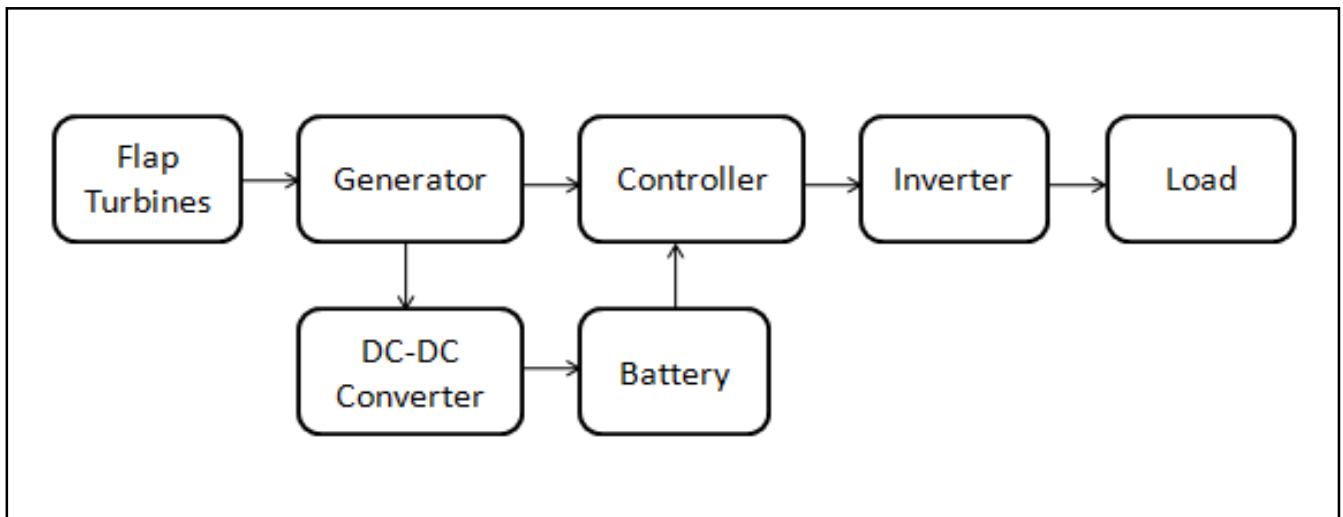 Flap
Turbines
Generator
Controller
Inverter
Load
DC-DC
Converter
Battery